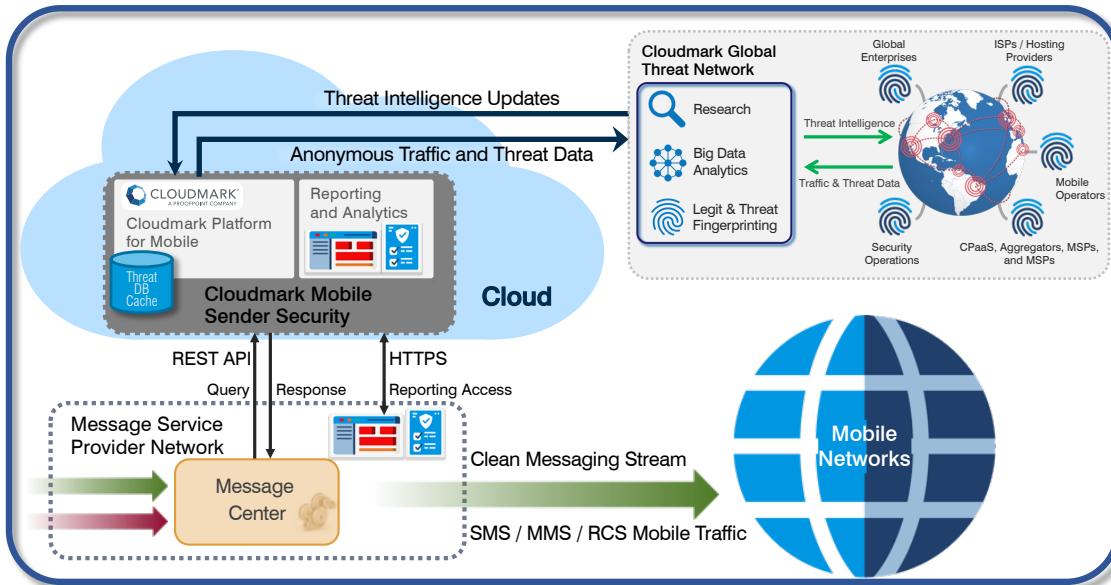 Cloudmark Global
Threat Network
Research
Big Data
Analytics
Legit & Threat
Fingerprinting
Threat Intelligence
Traffic & Threat Data
Global
Enterprises
ISPs / Hosting
Providers
Mobile
Operators
Security
Operations
CPaaS, Aggregators, MSPs,
and MSPs
Threat Intelligence Updates
Anonymous Traffic and Threat Data
CLOUDMARK®
A PROOFPOINT COMPANY
Cloudmark Platform
for Mobile
Reporting
and Analytics
Threat
DB
Cache
Cloudmark Mobile
Sender Security
Cloud
REST API
HTTPS
Query
Response
Reporting Access
Message Service
Provider Network
Message
Center
Clean Messaging Stream
SMS / MMS / RCS Mobile Traffic
Mobile
Networks